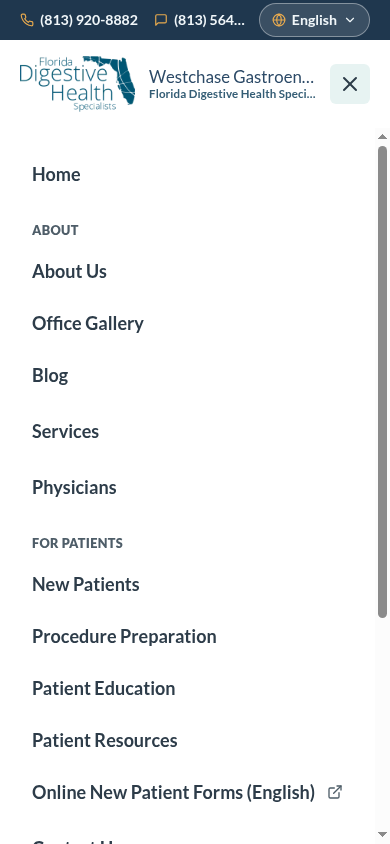 (813) 920-8882
(813) 564...
English
Florida
Digestive
Health
Specialists
Westchase Gastroen...
Florida Digestive Health Speci...
Home
ABOUT
About Us
Office Gallery
Blog
Services
Physicians
FOR PATIENTS
New Patients
Procedure Preparation
Patient Education
Patient Resources
Online New Patient Forms (English)